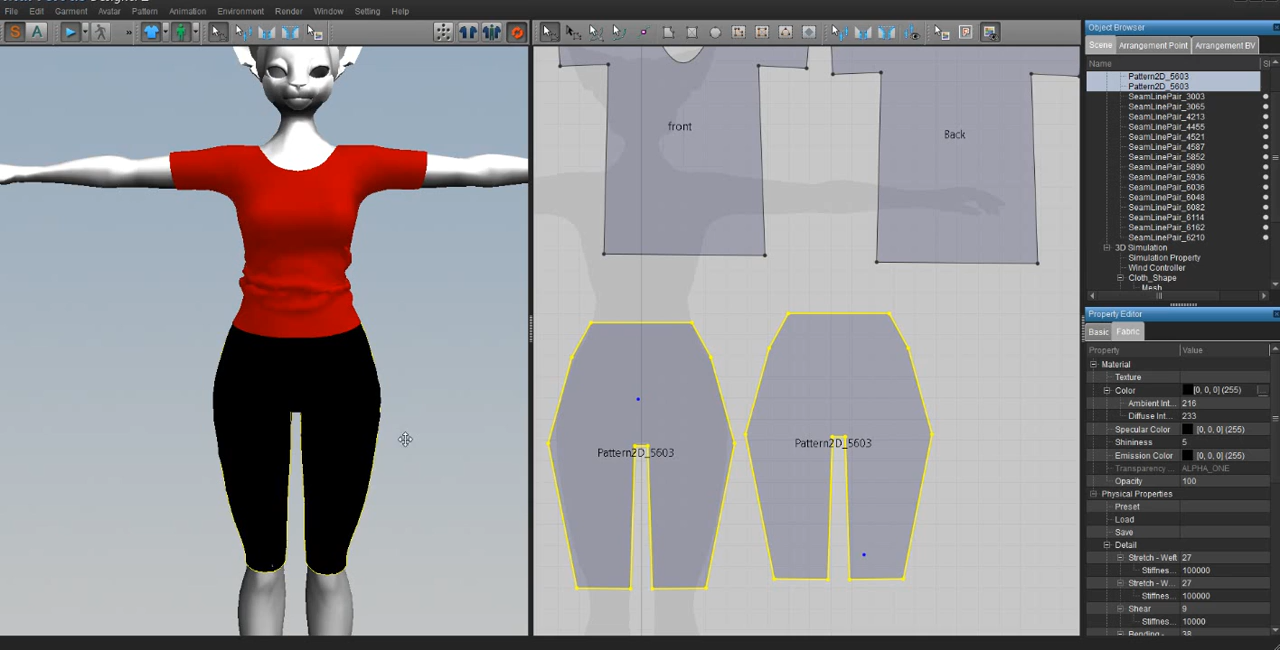 File Edit Garment Avatar Pattern Animation Environment Render Window Setting Help
S A
front
Back
Pattern2D_5603
Pattern2D_5603
Object Browser
Scene Arrangement Point Arrangement BV
Name
Pattern2D_5603
Pattern2D_5603
SeamLinePair_3003
SeamLinePair_3065
SeamLinePair_4213
SeamLinePair_4455
SeamLinePair_4521
SeamLinePair_4587
SeamLinePair_5852
SeamLinePair_5890
SeamLinePair_5936
SeamLinePair_6036
SeamLinePair_6048
SeamLinePair_6082
SeamLinePair_6114
SeamLinePair_6162
SeamLinePair_6210
3D Simulation
Simulation Property
Wind Controller
Cloth_Shape
Mesh
Property Editor
Basic Fabric
Property Value
Material
Texture
Color [0, 0, 0] (255)
Ambient Int... 216
Diffuse Int... 233
Specular Color [0, 0, 0] (255)
Shininess 5
Emission Color [0, 0, 0] (255)
Transparency ... ALPHA_ONE
Opacity 100
Physical Properties
Preset
Load
Save
Detail
Stretch - Weft 27
Stiffnes... 100000
Stretch - W... 27
Stiffnes... 100000
Shear 9
Stiffnes... 10000
Bending - 38